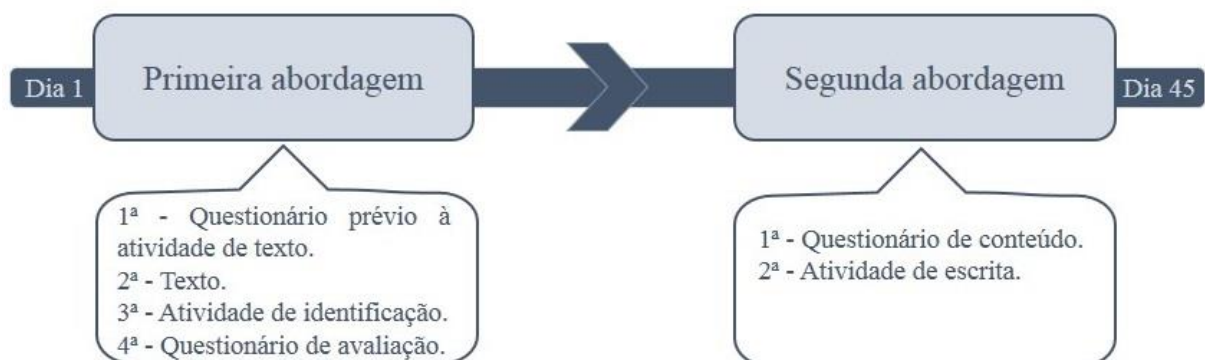 Dia 1
Primeira abordagem
Segunda abordagem
Dia 45
1ª - Questionário prévio à
atividade de texto.
2ª - Texto.
3ª - Atividade de identificação.
4ª - Questionário de avaliação.
1ª - Questionário de conteúdo.
2ª - Atividade de escrita.